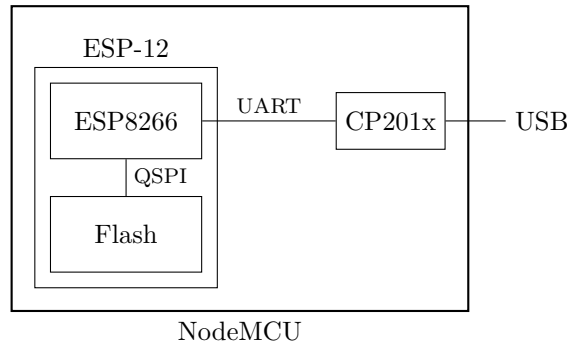 ESP-12
ESP8266
UART
CP201x
USB
QSPI
Flash
NodeMCU